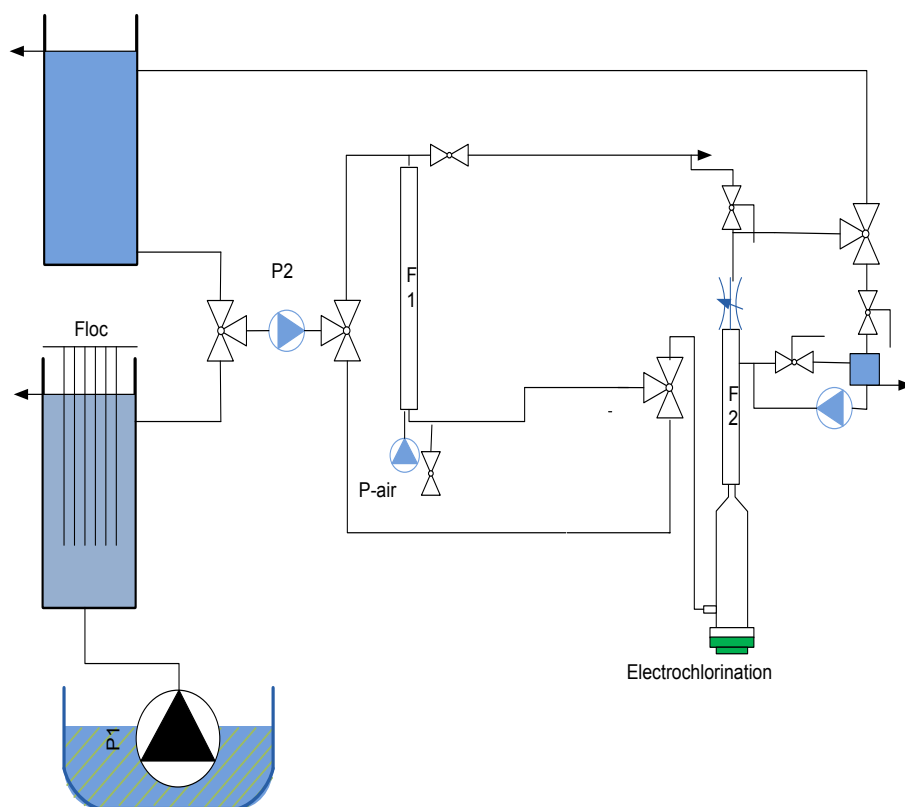 P2
Floc
F
1
F
2
-
P-air
Electrochlorination
P1